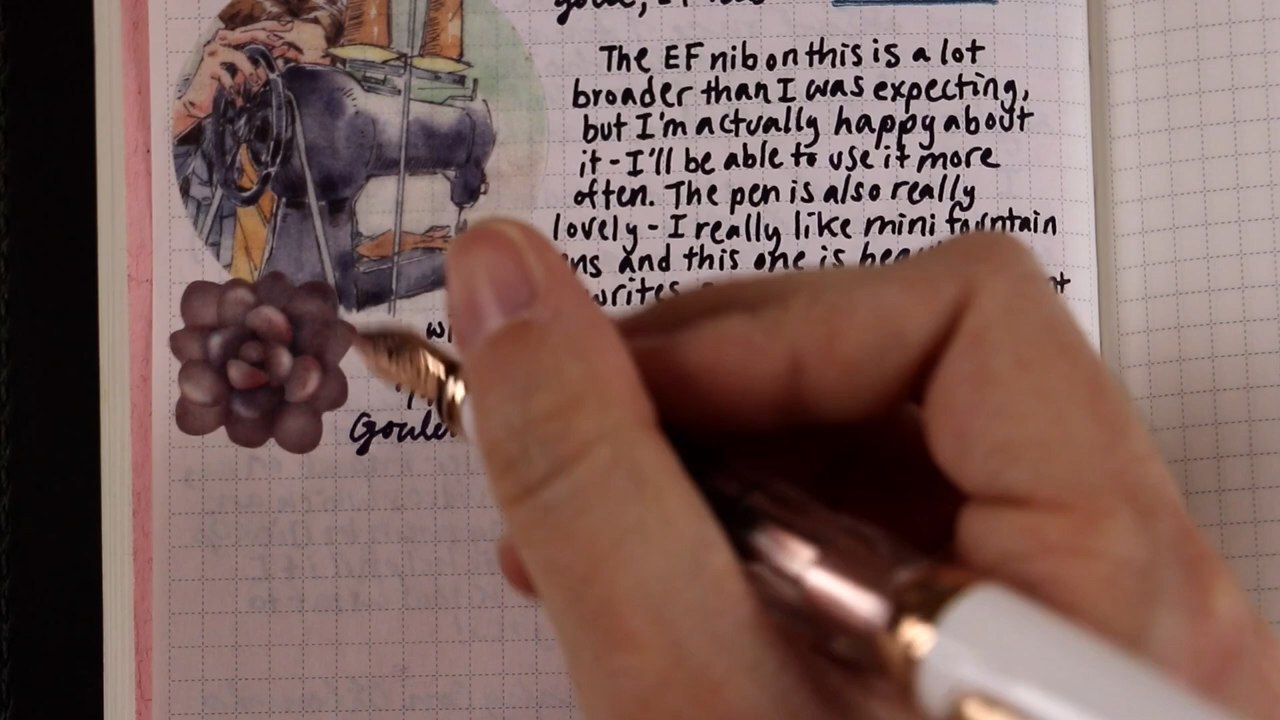 The EF nib on this is a lot
broader than I was expecting,
but I'm actually happy about
it - I'll be able to use it more
often. The pen is also really
lovely - I really like mini fountain
and this one is
writes